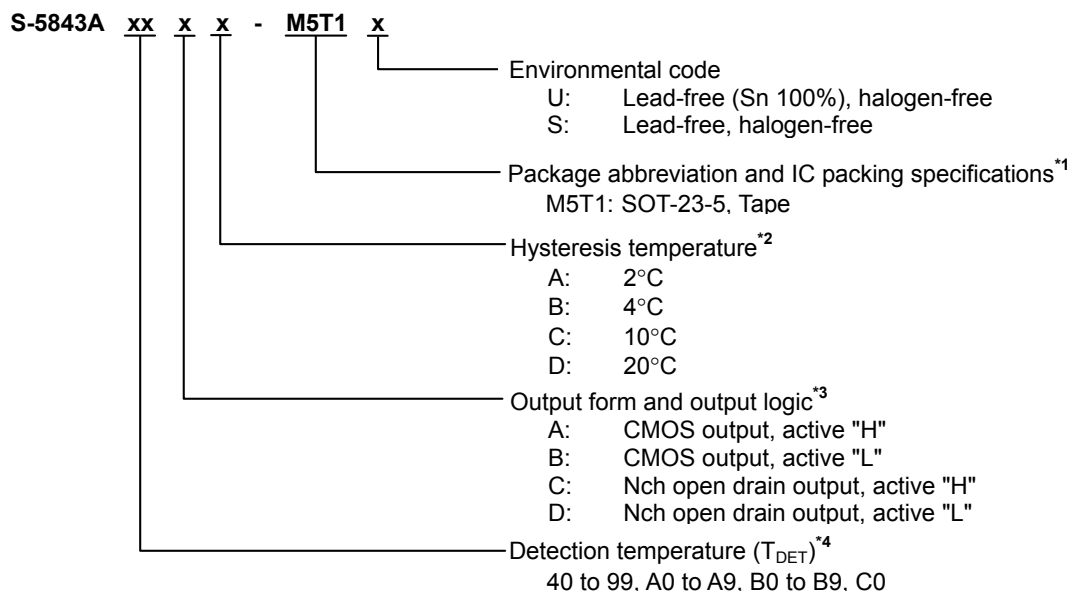 S-5843A xx x x - M5T1 x
Environmental code
U: Lead-free (Sn 100%), halogen-free
S: Lead-free, halogen-free
Package abbreviation and IC packing specifications*1
M5T1: SOT-23-5, Tape
Hysteresis temperature*2
A: 2°C
B: 4°C
C: 10°C
D: 20°C
Output form and output logic*3
A: CMOS output, active "H"
B: CMOS output, active "L"
C: Nch open drain output, active "H"
D: Nch open drain output, active "L"
Detection temperature (TDET)*4
40 to 99, A0 to A9, B0 to B9, C0